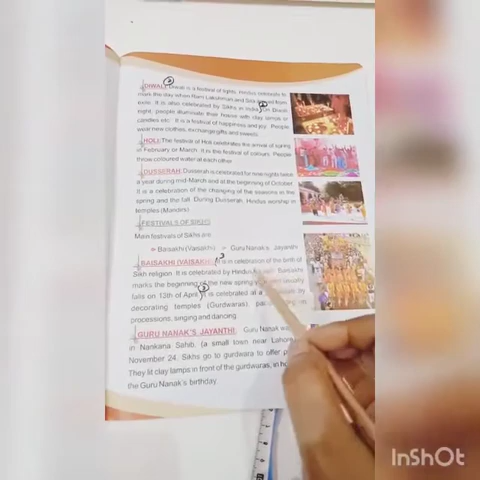 DIWALI: Diwali is a festival of lights. Hindus celebrate to
mark the day when Ram Lakshman and Sita from
exile. It is also celebrated by Sikhs in India. On Diwali
night, people illuminate their house with clay lamps or
candles etc. It is a festival of happiness and joy. People
wear new clothes, exchange gifts and sweets.
HOLI: The festival of Holi celebrates the arrival of spring
in February or March. It is the festival of colours. People
throw coloured water at each other.
DUSSERAH: Dusserah is celebrated for nine nights twice
a year during mid-March and at the beginning of October.
It is a celebration of the changing of the seasons in the
spring and the fall. During Dusserah, Hindus worship in
temples (Mandirs).
FESTIVALS OF SIKHS
Main festivals of Sikhs are:
Baisakhi (Vaisakhi) Guru Nanak's Jayanthi
BAISAKHI (VAISAKHI): It is in celebration of the birth of
Sikh religion. It is celebrated by Hindus Baisakhi
marks the beginning of the new spring usually
falls on 13th of April. It is celebrated at a by
decorating temples (Gurdwaras), in
processions, singing and dancing.
GURU NANAK'S JAYANTHI: Guru Nanak
in Nankana Sahib, (a small town near Lahore
November 24. Sikhs go to gurdwara to offer
They lit clay lamps in front of the gurdwaras, in
the Guru Nanak's birthday.
InShOt